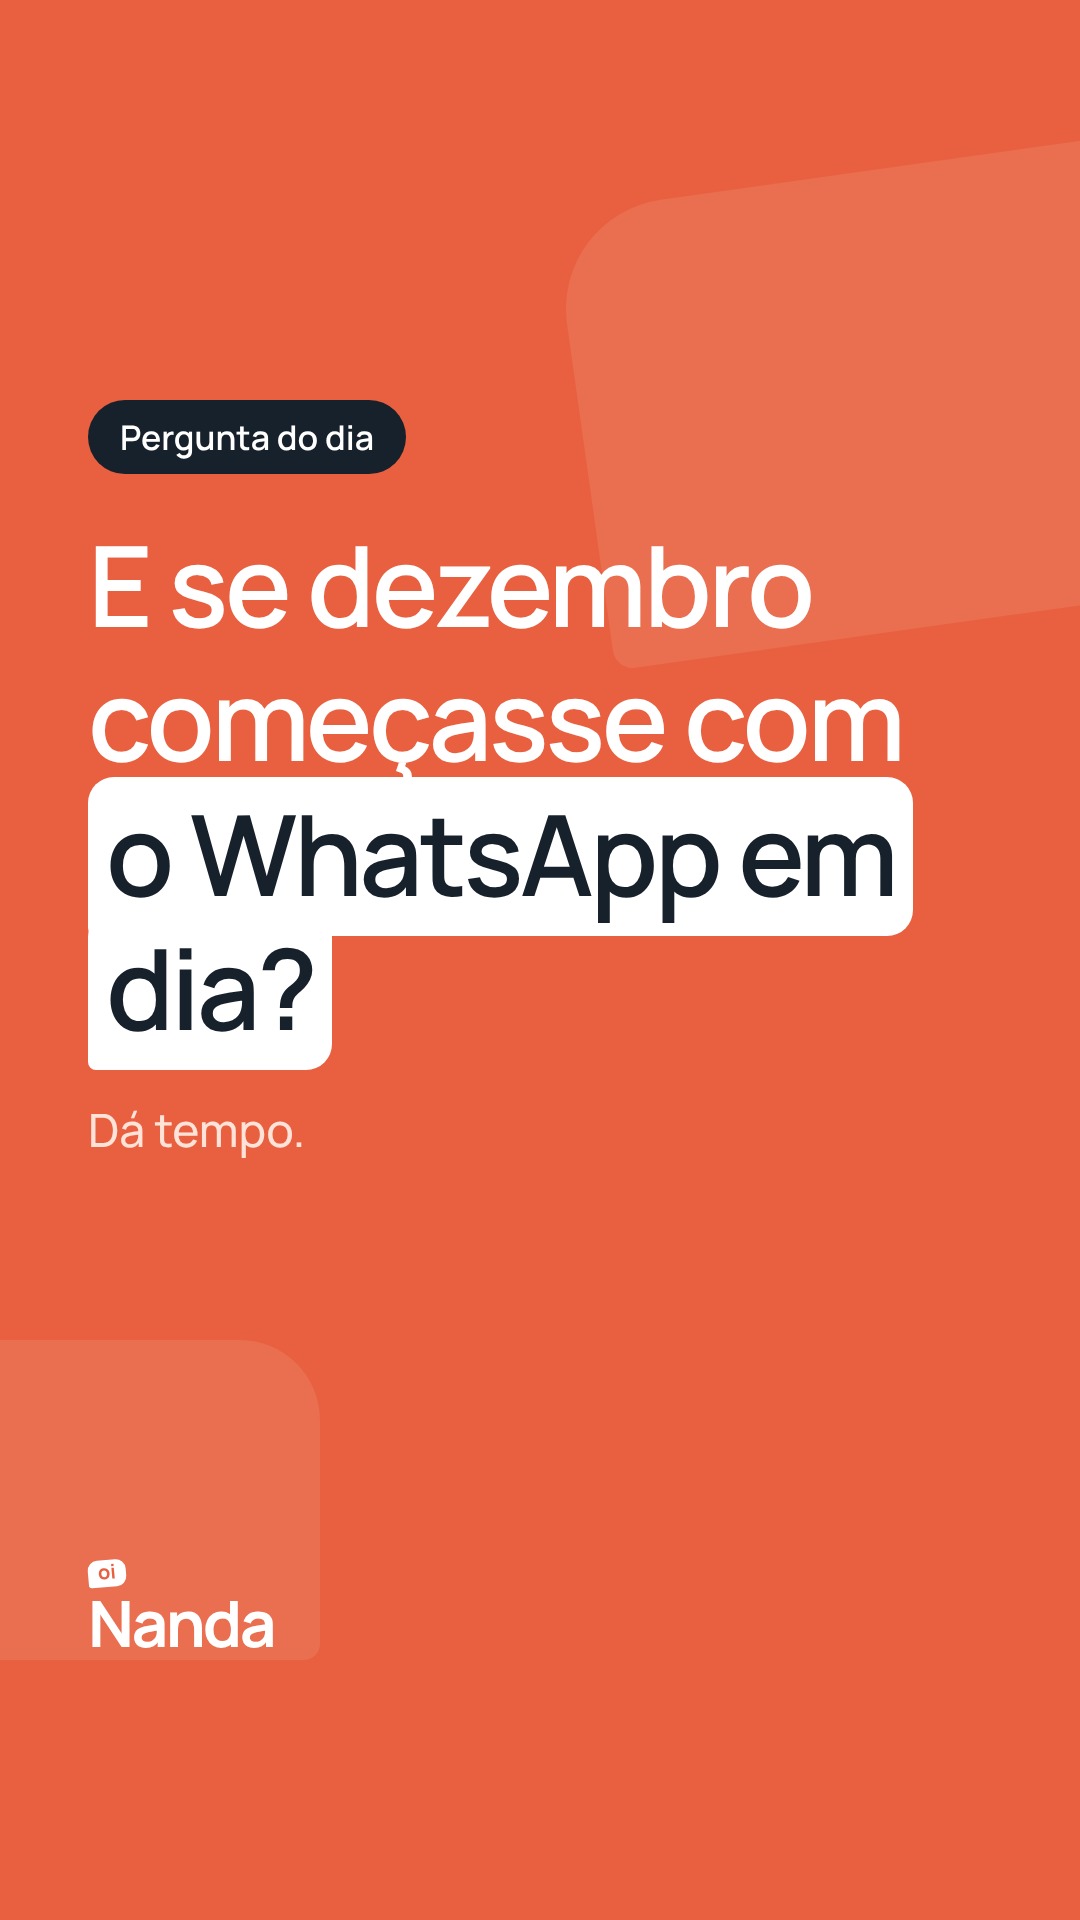 Pergunta do dia
E se dezembro
começasse com
o WhatsApp em
dia?
Dá tempo.
oi
Nanda